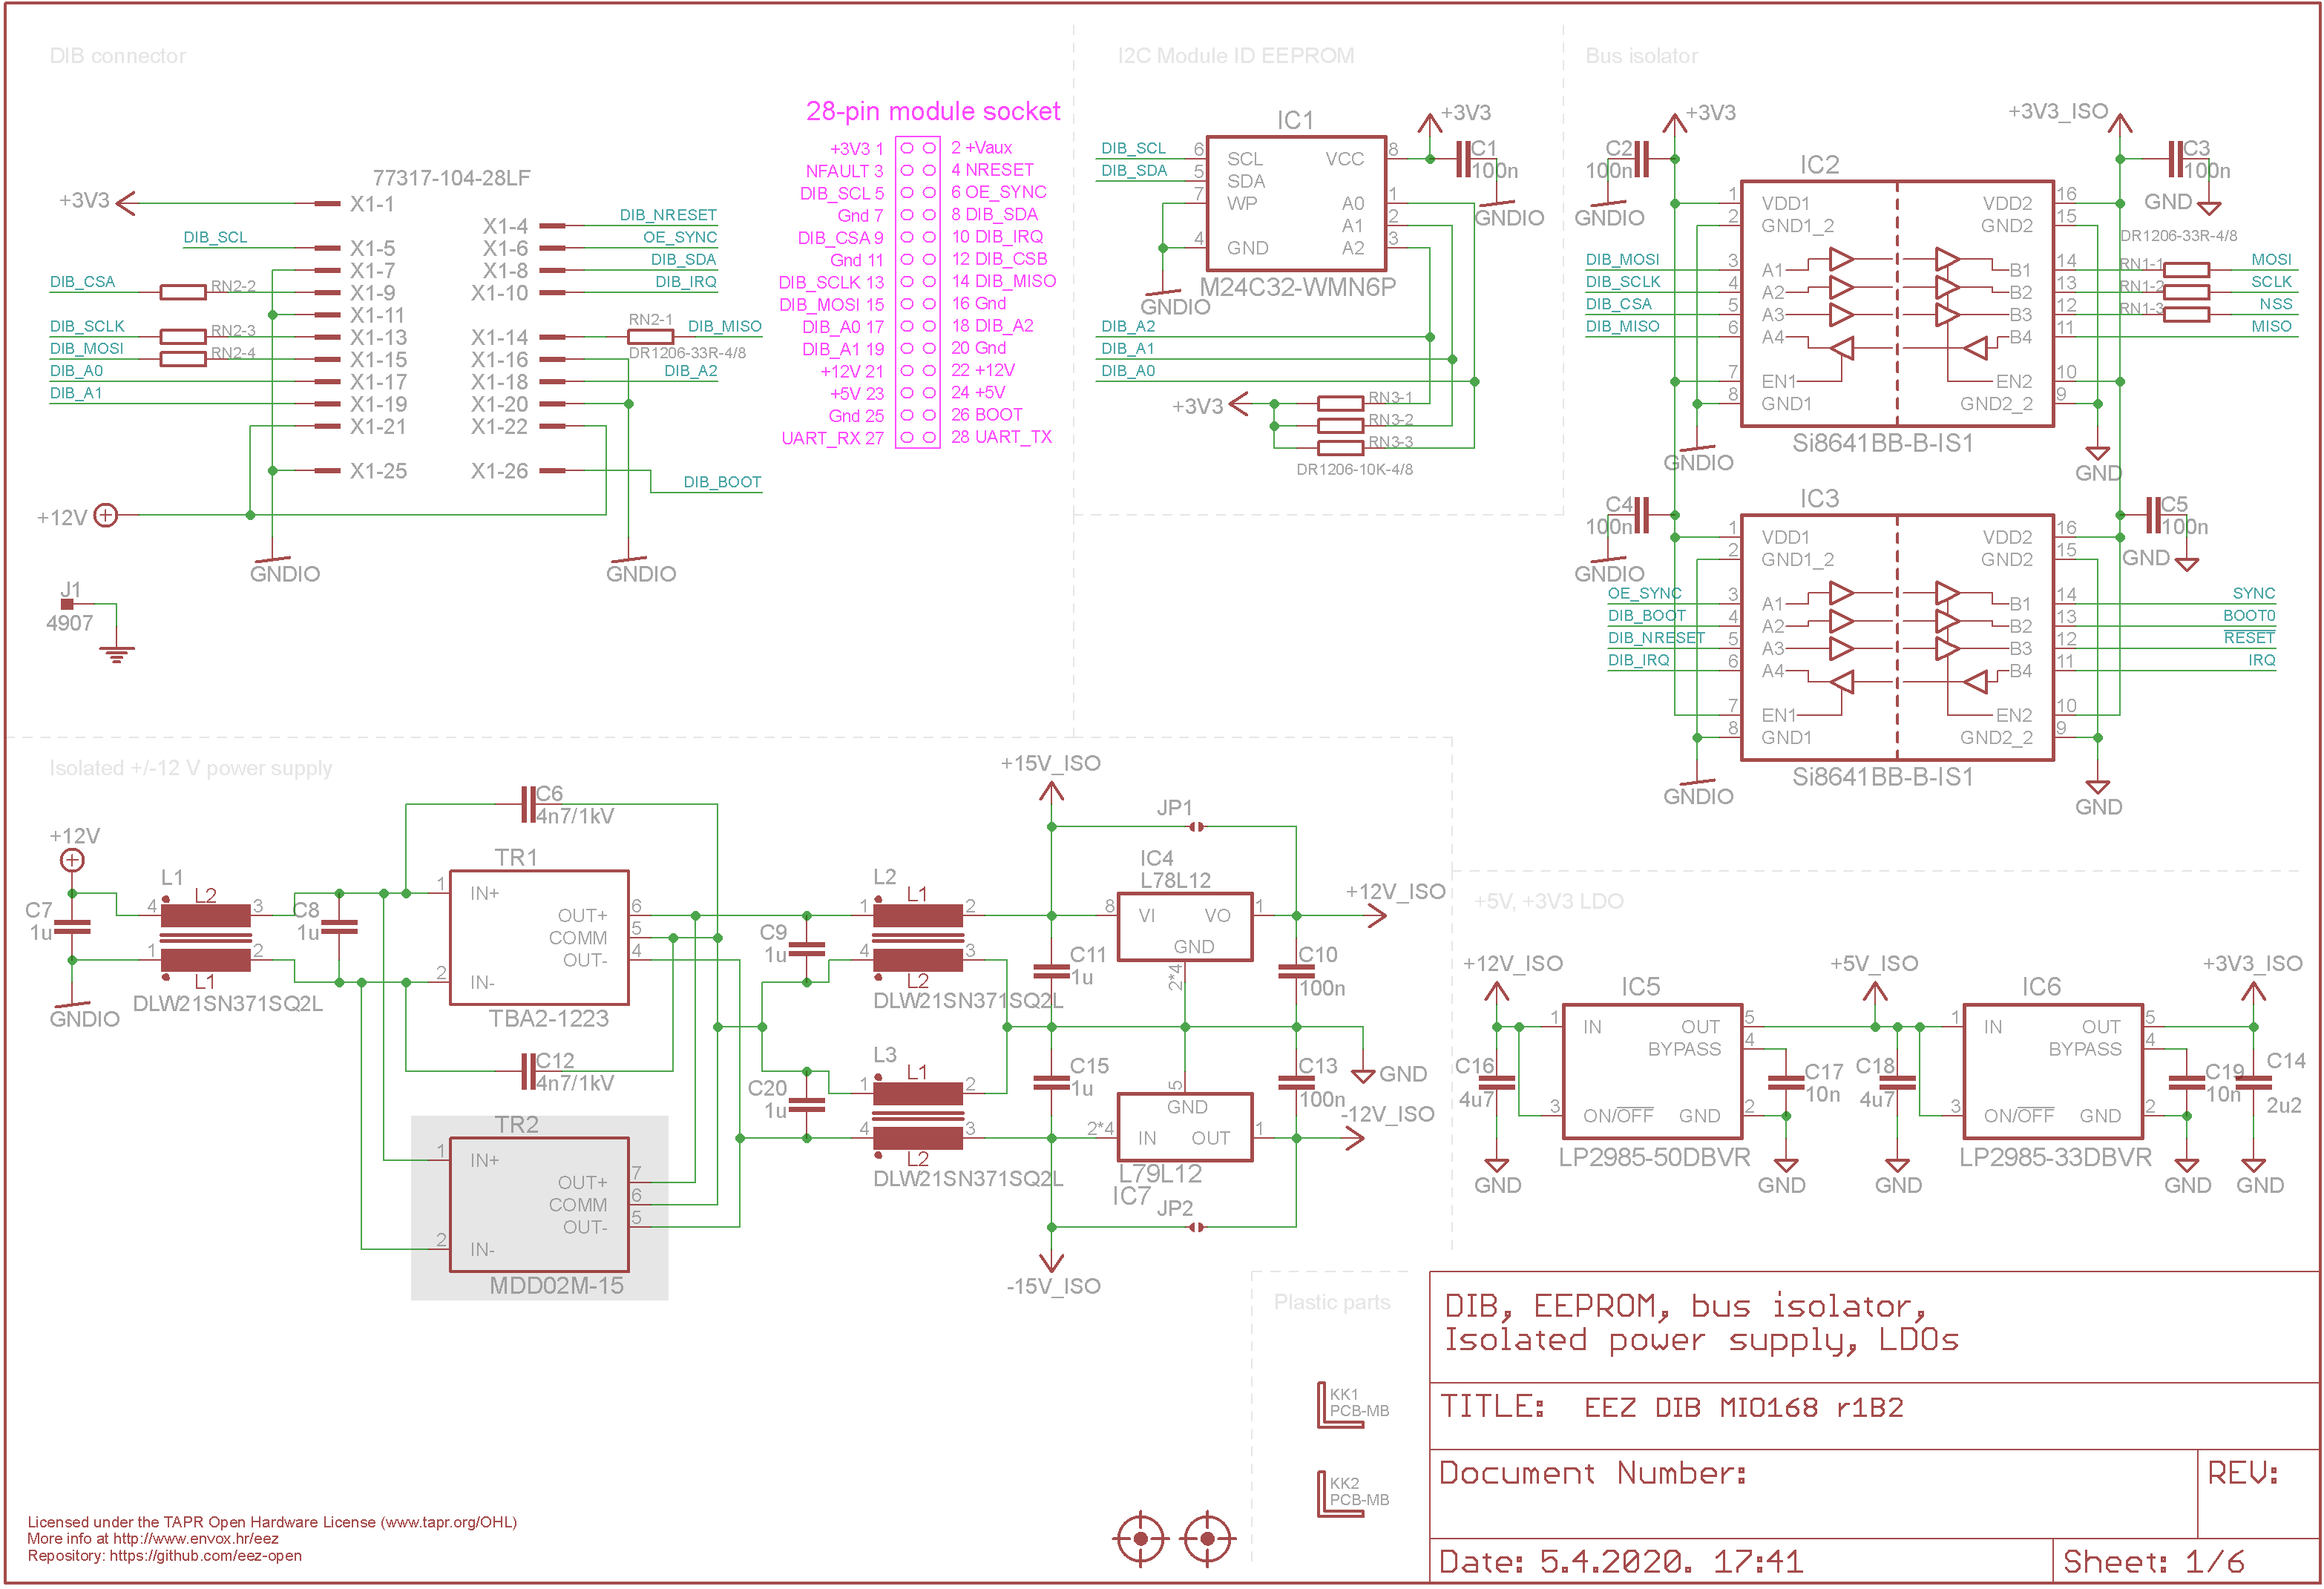 DIB connector
77317-104-28LF
+3V3
X1-1
X1-4
DIB_NRESET
DIB_SCL
X1-5
X1-6
OE_SYNC
X1-7
X1-8
DIB_SDA
DIB_CSA
RN2-2
X1-9
X1-10
DIB_IRQ
X1-11
DIB_SCLK
RN2-3
X1-13
X1-14
RN2-1
DIB_MISO
DR1206-33R-4/8
DIB_MOSI
RN2-4
X1-15
X1-16
DIB_A0
X1-17
X1-18
DIB_A2
DIB_A1
X1-19
X1-20
X1-21
X1-22
X1-25
X1-26
DIB_BOOT
+12V
GNDIO
GNDIO
J1
4907
28-pin module socket
+3V3 1
2 +Vaux
NFAULT 3
4 NRESET
DIB_SCL 5
6 OE_SYNC
Gnd 7
8 DIB_SDA
DIB_CSA 9
10 DIB_IRQ
Gnd 11
12 DIB_CSB
DIB_SCLK 13
14 DIB_MISO
DIB_MOSI 15
16 Gnd
DIB_A0 17
18 DIB_A2
DIB_A1 19
20 Gnd
+12V 21
22 +12V
+5V 23
24 +5V
Gnd 25
26 BOOT
UART_RX 27
28 UART_TX
I2C Module ID EEPROM
IC1
+3V3
C1
100n
GNDIO
DIB_SCL
6
SCL
VCC
8
DIB_SDA
5
SDA
7
WP
A0
1
A1
2
4
GND
A2
3
M24C32-WMN6P
GNDIO
DIB_A2
DIB_A1
DIB_A0
+3V3
RN3-1
RN3-2
RN3-3
DR1206-10K-4/8
Bus isolator
+3V3
+3V3_ISO
C2
100n
GNDIO
IC2
C3
100n
GND
1
VDD1
VDD2
16
2
GND1_2
GND2
15
DR1206-33R-4/8
DIB_MOSI
3
A1
B1
14
RN1-1
MOSI
DIB_SCLK
4
A2
B2
13
RN1-2
SCLK
DIB_CSA
5
A3
B3
12
RN1-3
NSS
DIB_MISO
6
A4
B4
11
MISO
7
EN1
EN2
10
8
GND1
GND2_2
9
Si8641BB-B-IS1
GNDIO
GND
C4
100n
GNDIO
IC3
C5
100n
GND
1
VDD1
VDD2
16
2
GND1_2
GND2
15
OE_SYNC
3
A1
B1
14
SYNC
DIB_BOOT
4
A2
B2
13
BOOT0
DIB_NRESET
5
A3
B3
12
RESET
DIB_IRQ
6
A4
B4
11
IRQ
7
EN1
EN2
10
8
GND1
GND2_2
9
Si8641BB-B-IS1
GNDIO
GND
Isolated +/-12 V power supply
+12V
C7
1u
GNDIO
L1
4
L2
3
1
L1
2
DLW21SN371SQ2L
C8
1u
C6
4n7/1kV
TR1
1
IN+
OUT+
6
COMM
5
OUT-
4
2
IN-
TBA2-1223
C12
4n7/1kV
TR2
1
IN+
OUT+
7
COMM
6
OUT-
5
2
IN-
MDD02M-15
C9
1u
C20
1u
L2
1
L1
2
4
L2
3
DLW21SN371SQ2L
L3
1
L1
2
4
L2
3
DLW21SN371SQ2L
+15V_ISO
JP1
IC4
L78L12
8
VI
VO
1
GND
2*4
+12V_ISO
C11
1u
C10
100n
C15
1u
C13
100n
GND
5
GND
-12V_ISO
2*4
IN
OUT
1
L79L12
IC7
JP2
-15V_ISO
+5V, +3V3 LDO
+12V_ISO
IC5
1
IN
OUT
5
BYPASS
4
3
ON/OFF
GND
2
LP2985-50DBVR
C16
4u7
GND
C17
10n
GND
+5V_ISO
C18
4u7
GND
IC6
1
IN
OUT
5
BYPASS
4
3
ON/OFF
GND
2
LP2985-33DBVR
+3V3_ISO
C19
10n
GND
C14
2u2
GND
Plastic parts
KK1
PCB-MB
KK2
PCB-MB
DIB, EEPROM, bus isolator,
Isolated power supply, LDOs
TITLE: EEZ DIB MIO168 r1B2
Document Number:
REV:
Date: 5.4.2020. 17:41
Sheet: 1/6
Licensed under the TAPR Open Hardware License (www.tapr.org/OHL)
More info at http://www.envox.hr/eez
Repository: https://github.com/eez-open